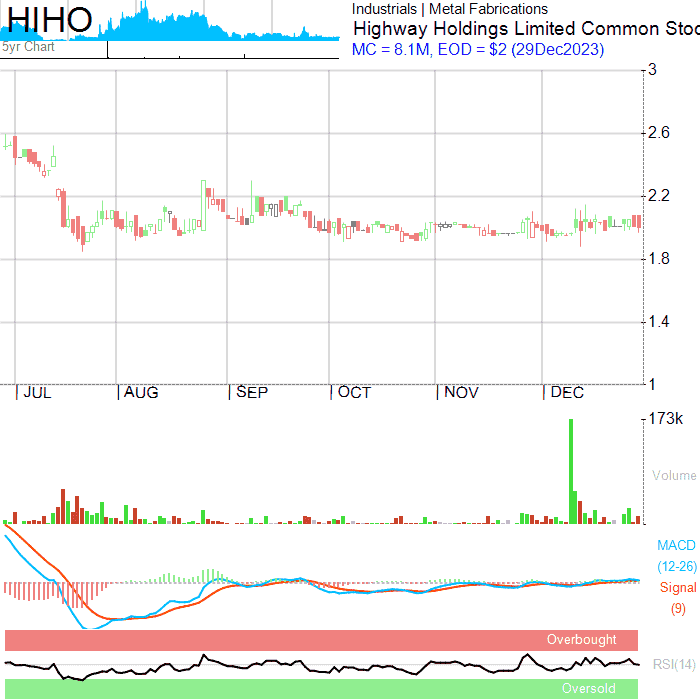 HIHO
5yr Chart
Industrials | Metal Fabrications
Highway Holdings Limited Common Stoc
MC = 8.1M, EOD = $2 (29Dec2023)
3
2.6
2.2
1.8
1.4
1
JUL AUG SEP OCT NOV DEC
173k
Volume
MACD
(12-26)
Signal
(9)
Overbought
RSI(14)
Oversold